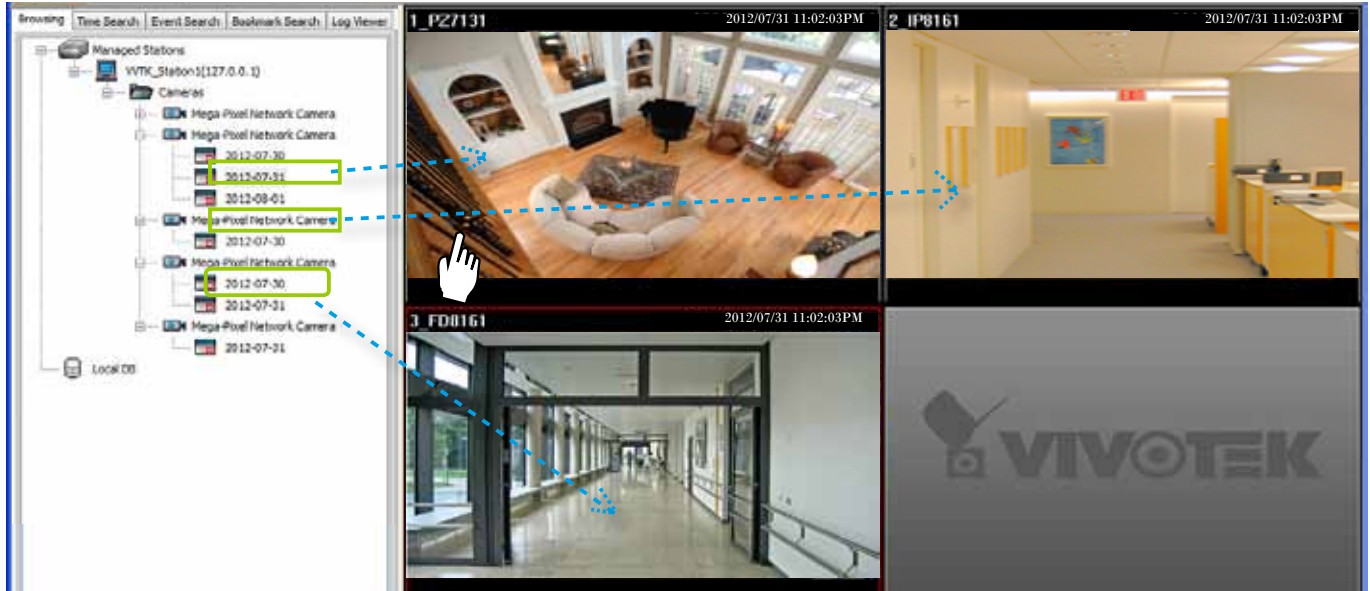 Browsing Time Search Event Search Bookmark Search Log Viewer
Managed Stations
VVTK_Station1(127.0.0.1)
Cameras
Mega-Pixel Network Camera
Mega-Pixel Network Camera
2012-07-30
2012-07-31
2012-08-01
Mega-Pixel Network Camera
2012-07-30
Mega-Pixel Network Camera
2012-07-30
2012-07-31
Mega-Pixel Network Camera
2012-07-31
Local DB
1_PZ7131 2012/07/31 11:02:03PM
2_IP8161 2012/07/31 11:02:03PM
EXIT
3_FD8161 2012/07/31 11:02:03PM
VIVOTEK